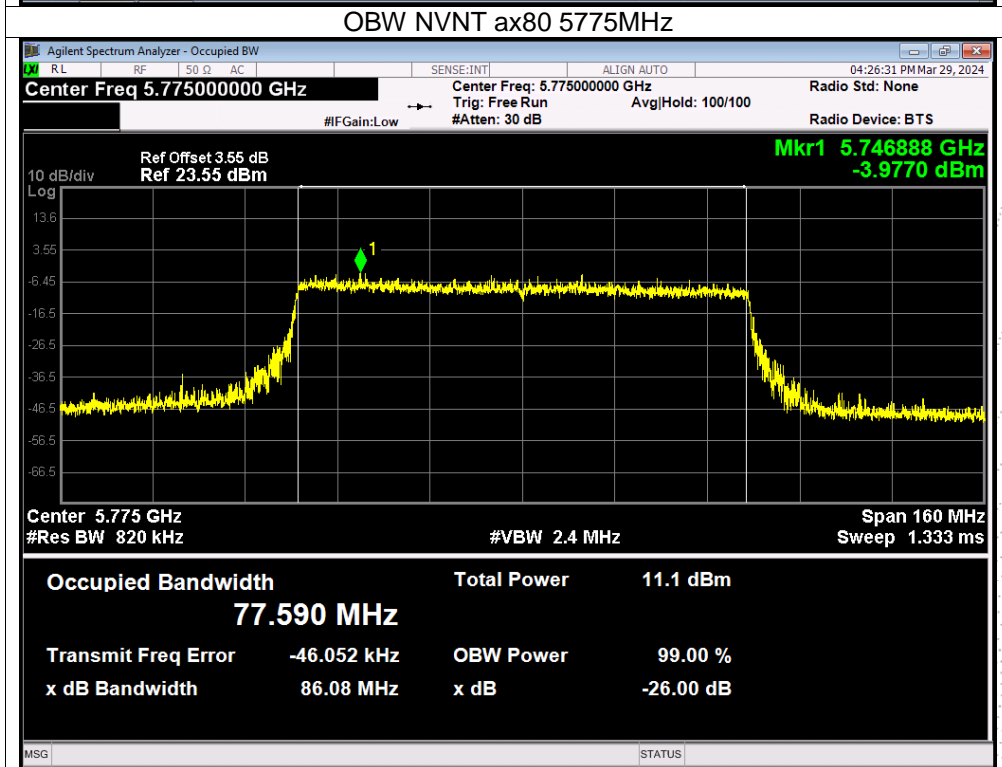 OBW NVNT ax80 5775MHz
Agilent Spectrum Analyzer - Occupied BW
LXI RL RF 50 Ω AC SENSE:INT ALIGN AUTO 04:26:31 PM Mar 29, 2024
Center Freq 5.775000000 GHz Center Freq: 5.775000000 GHz Radio Std: None
Trig: Free Run Avg|Hold: 100/100
#IFGain:Low #Atten: 30 dB Radio Device: BTS
Ref Offset 3.55 dB Mkr1 5.746888 GHz
10 dB/div Ref 23.55 dBm -3.9770 dBm
Log
13.6
3.55
1
-6.45
-16.5
-26.5
-36.5
-46.5
-56.5
-66.5
Center 5.775 GHz Span 160 MHz
#Res BW 820 kHz #VBW 2.4 MHz Sweep 1.333 ms
Occupied Bandwidth Total Power 11.1 dBm
77.590 MHz
Transmit Freq Error -46.052 kHz OBW Power 99.00 %
x dB Bandwidth 86.08 MHz x dB -26.00 dB
MSG STATUS